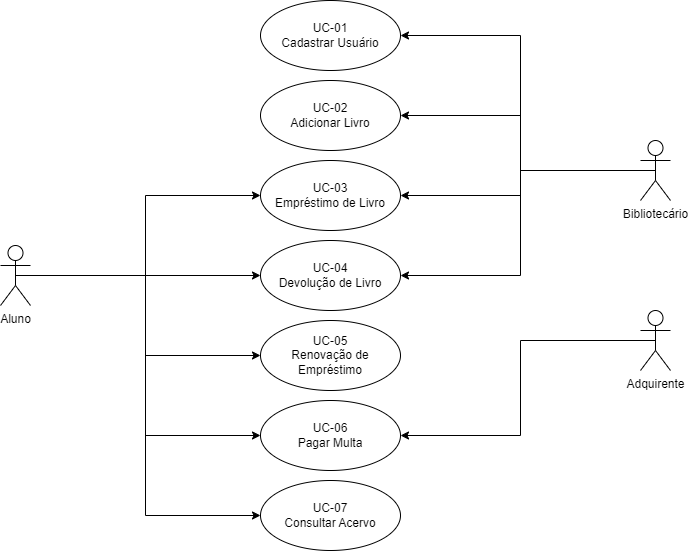 UC-01
Cadastrar Usuário
UC-02
Adicionar Livro
UC-03
Empréstimo de Livro
Bibliotecário
UC-04
Devolução de Livro
Aluno
UC-05
Renovação de
Empréstimo
Adquirente
UC-06
Pagar Multa
UC-07
Consultar Acervo